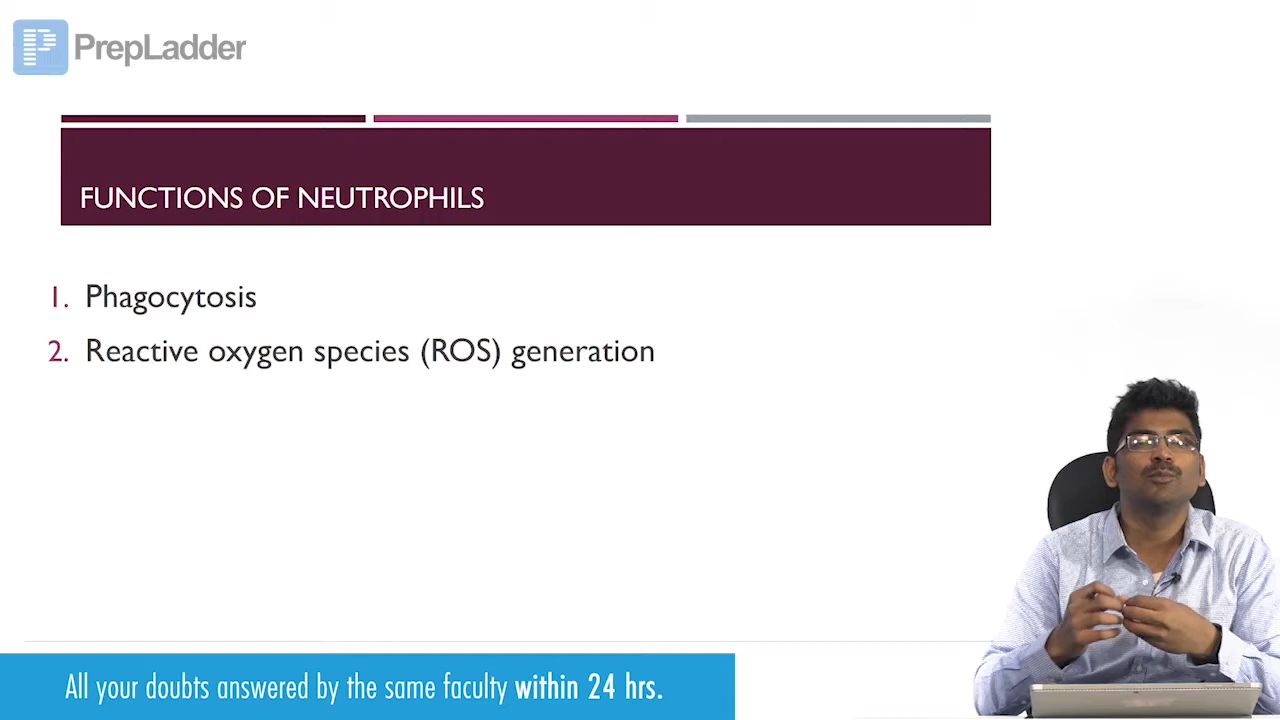 PrepLadder
FUNCTIONS OF NEUTROPHILS
1. Phagocytosis
2. Reactive oxygen species (ROS) generation
All your doubts answered by the same faculty within 24 hrs.